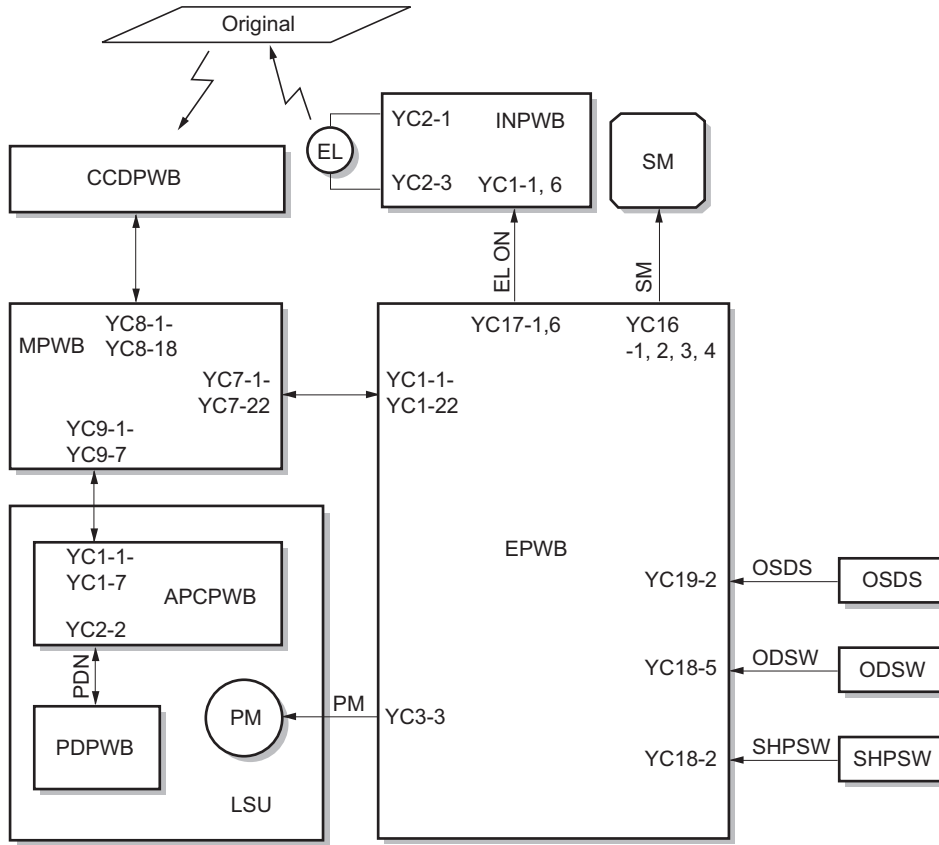 Original
EL
YC2-1
INPWB
YC2-3
YC1-1, 6
SM
CCDPWB
EL ON
SM
MPWB
YC8-1-
YC8-18
YC7-1-
YC7-22
YC9-1-
YC9-7
YC17-1,6
YC16
-1, 2, 3, 4
YC1-1-
YC1-22
EPWB
YC1-1-
YC1-7
APCPWB
YC2-2
PDN
PDPWB
PM
LSU
PM
YC3-3
YC19-2
OSDS
OSDS
YC18-5
ODSW
ODSW
YC18-2
SHPSW
SHPSW